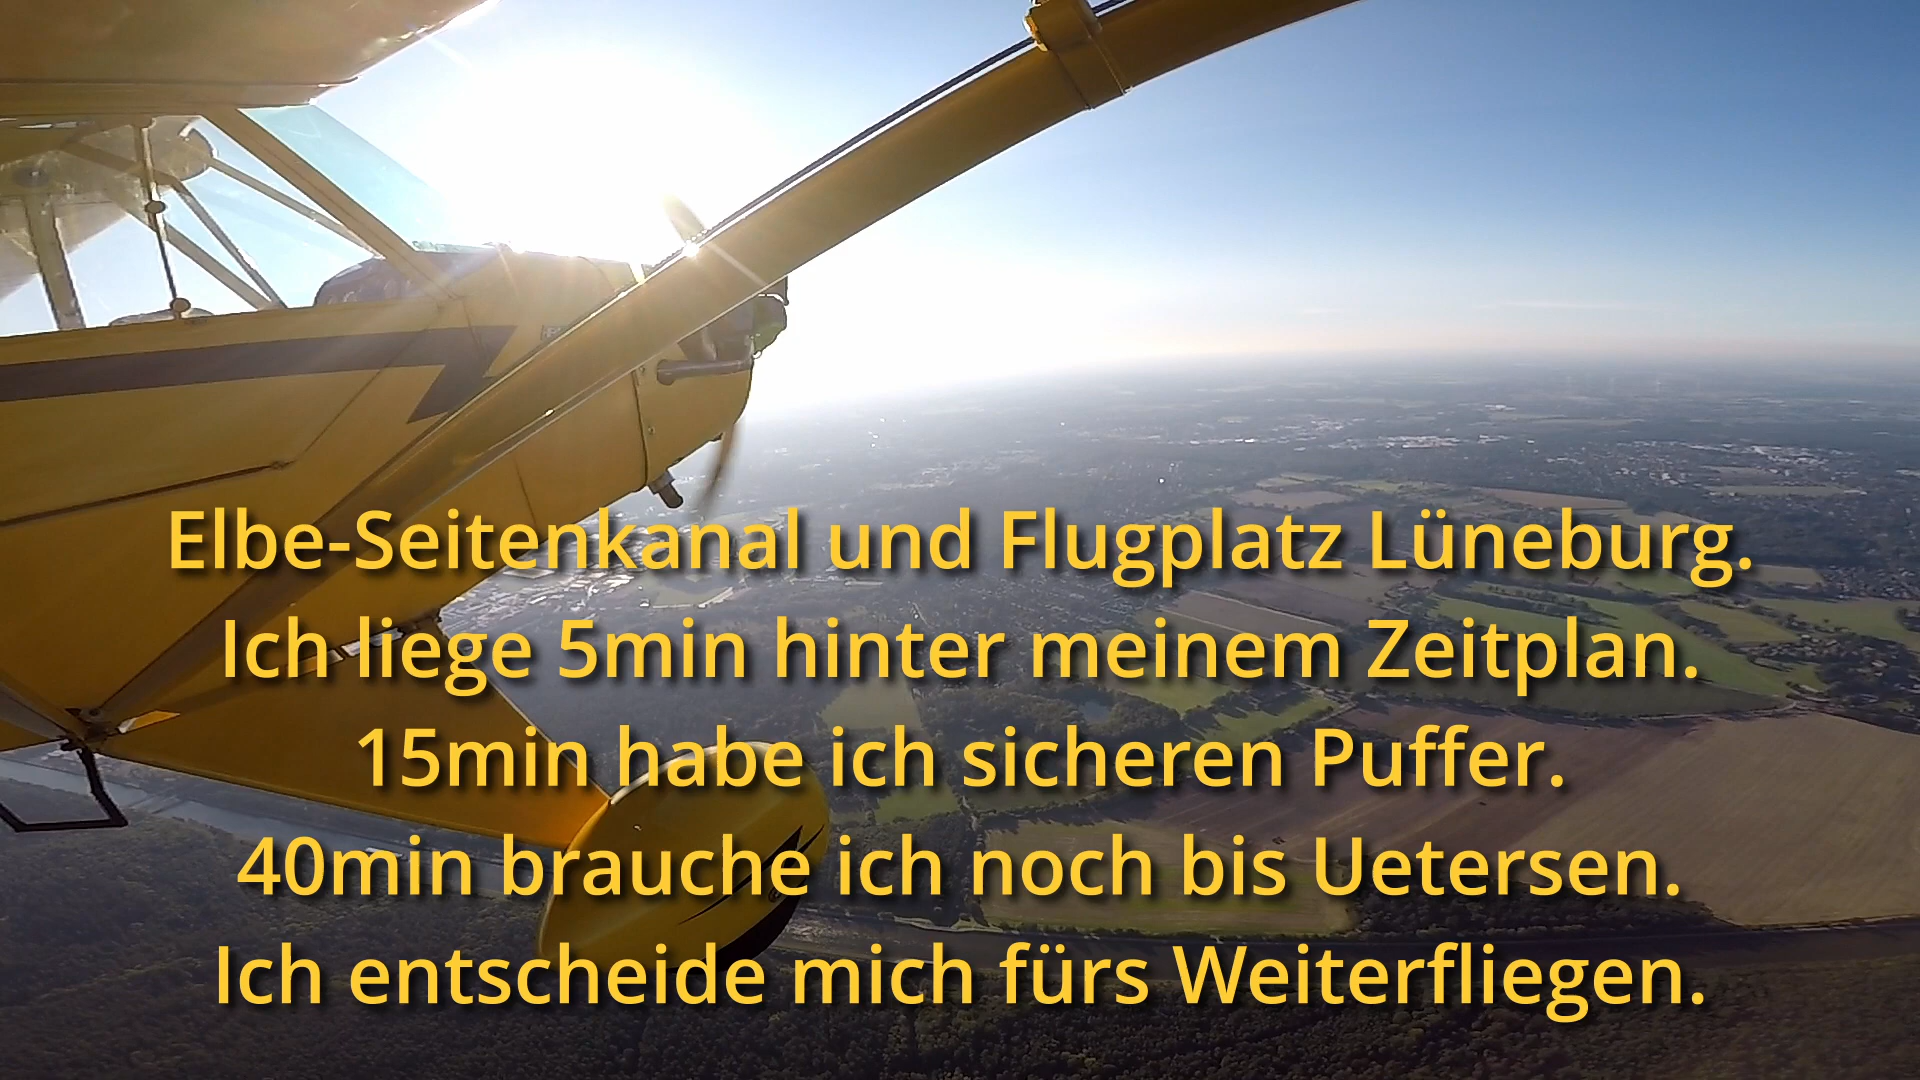 Elbe-Seitenkanal und Flugplatz Lüneburg.
Ich liege 5min hinter meinem Zeitplan.
15min habe ich sicheren Puffer.
40min brauche ich noch bis Uetersen.
Ich entscheide mich fürs Weiterfliegen.